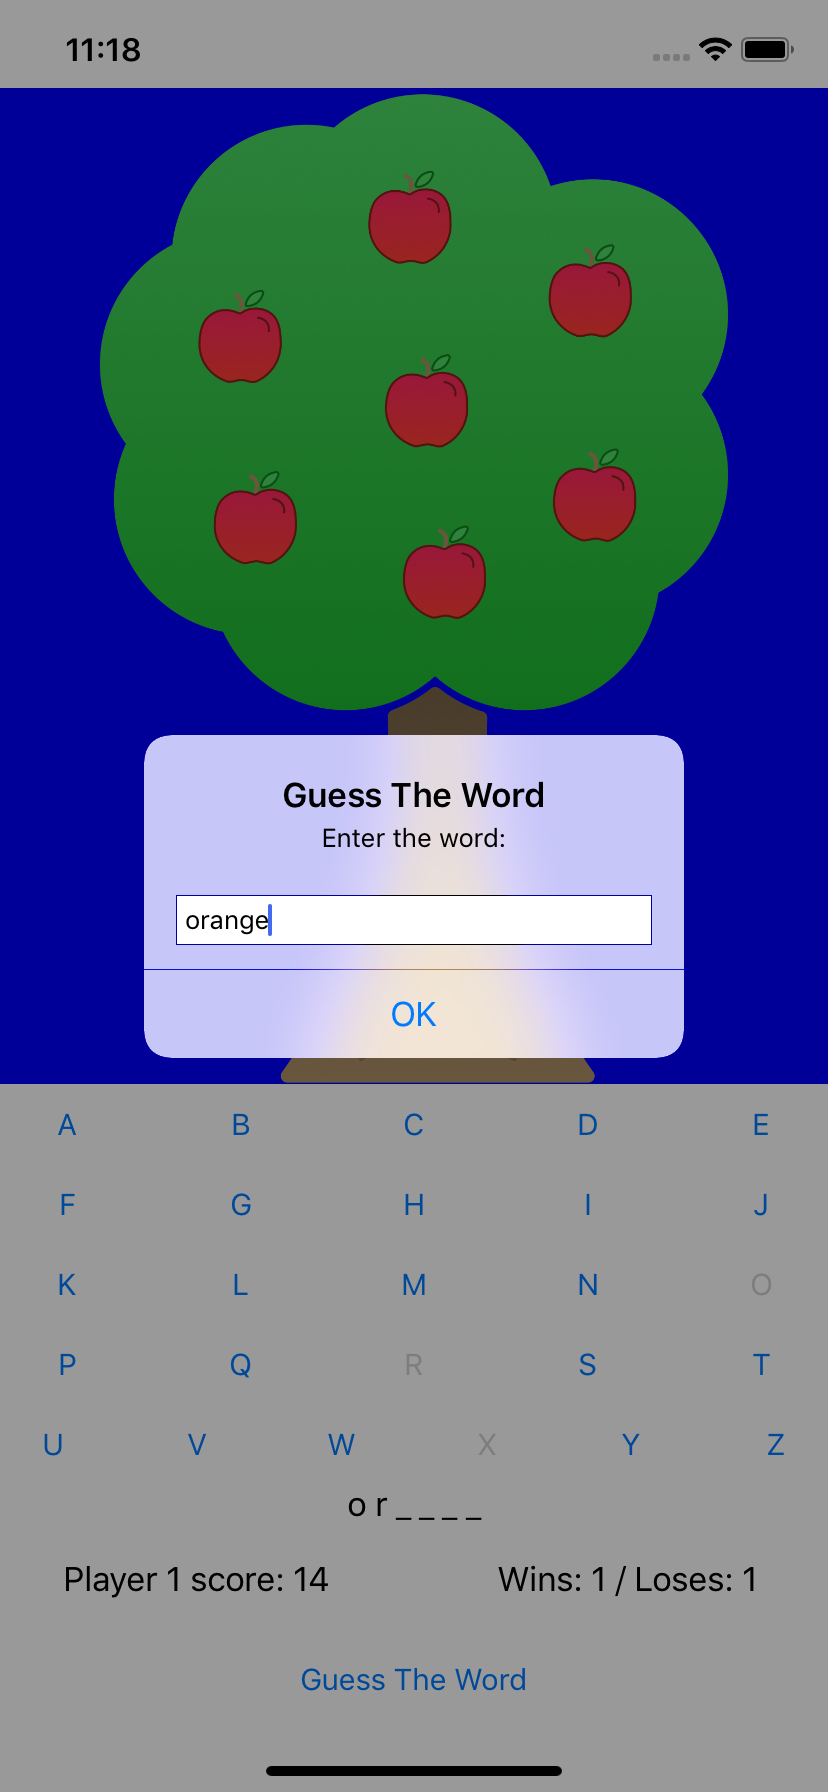 11:18
Guess The Word
Enter the word:
orange
OK
A B C D E
F G H I J
K L M N O
P Q R S T
U V W X Y Z
o r _ _ _ _
Player 1 score: 14 Wins: 1 / Loses: 1
Guess The Word